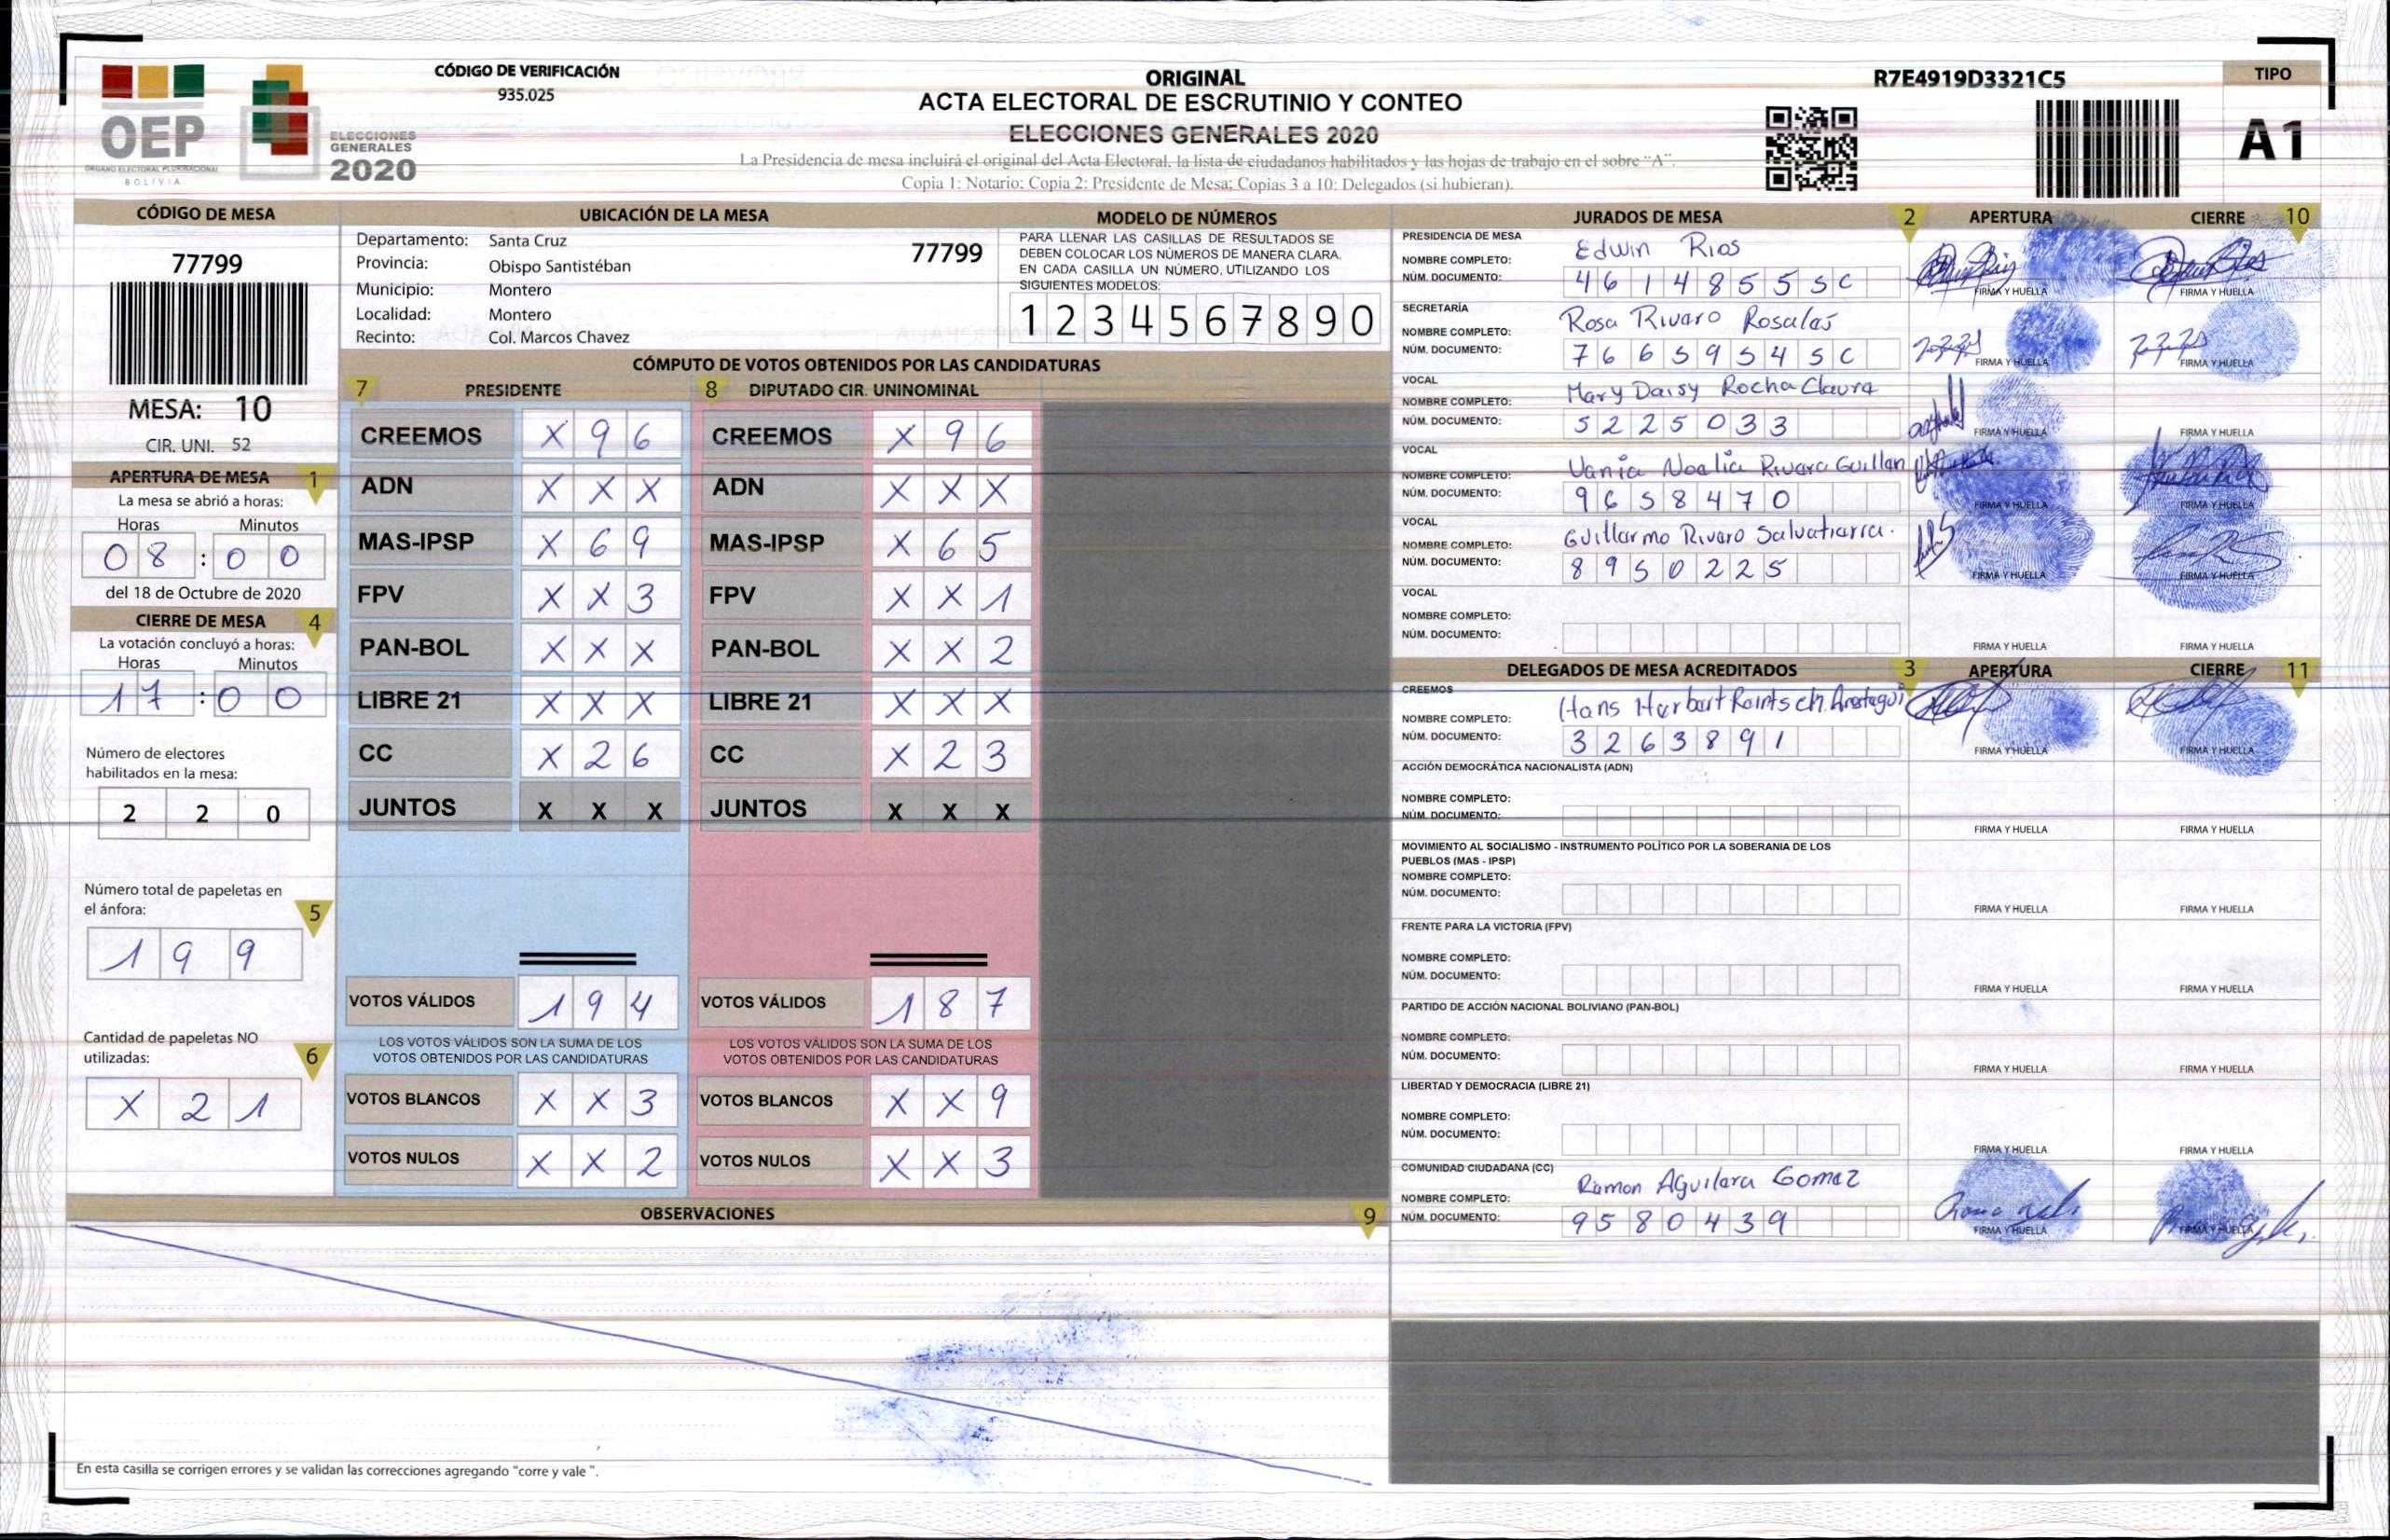 OEP
ÓRGANO ELECTORAL PLURINACIONAL
BOLIVIA
ELECCIONES
GENERALES
2020
CÓDIGO DE VERIFICACIÓN
935.025
ORIGINAL
ACTA ELECTORAL DE ESCRUTINIO Y CONTEO
ELECCIONES GENERALES 2020
La Presidencia de mesa incluirá el original del Acta Electoral, la lista de ciudadanos habilitados y las hojas de trabajo en el sobre "A".
Copia 1: Notario; Copia 2: Presidente de Mesa; Copias 3 a 10: Delegados (si hubieran).
R7E4919D3321C5
TIPO
A1
CÓDIGO DE MESA
77799
MESA: 10
CIR. UNI. 52
APERTURA DE MESA 1
La mesa se abrió a horas:
Horas Minutos
08:00
del 18 de Octubre de 2020
CIERRE DE MESA 4
La votación concluyó a horas:
Horas Minutos
17:00
Número de electores
habilitados en la mesa:
2 2 0
Número total de papeletas en
el ánfora: 5
1 9 9
Cantidad de papeletas NO
utilizadas: 6
X 2 1
UBICACIÓN DE LA MESA
Departamento: Santa Cruz 77799
Provincia: Obispo Santistéban
Municipio: Montero
Localidad: Montero
Recinto: Col. Marcos Chavez
MODELO DE NÚMEROS
PARA LLENAR LAS CASILLAS DE RESULTADOS SE
DEBEN COLOCAR LOS NÚMEROS DE MANERA CLARA.
EN CADA CASILLA UN NÚMERO, UTILIZANDO LOS
SIGUIENTES MODELOS:
1 2 3 4 5 6 7 8 9 0
CÓMPUTO DE VOTOS OBTENIDOS POR LAS CANDIDATURAS
7 PRESIDENTE 8 DIPUTADO CIR. UNINOMINAL
CREEMOS X 9 6 CREEMOS X 9 6
ADN X X X ADN X X X
MAS-IPSP X 6 9 MAS-IPSP X 6 5
FPV X X 3 FPV X X 1
PAN-BOL X X X PAN-BOL X X 2
LIBRE 21 X X X LIBRE 21 X X X
CC X 2 6 CC X 2 3
JUNTOS X X X JUNTOS X X X
VOTOS VÁLIDOS 1 9 4 VOTOS VÁLIDOS 1 8 7
LOS VOTOS VÁLIDOS SON LA SUMA DE LOS LOS VOTOS VÁLIDOS SON LA SUMA DE LOS
VOTOS OBTENIDOS POR LAS CANDIDATURAS VOTOS OBTENIDOS POR LAS CANDIDATURAS
VOTOS BLANCOS X X 3 VOTOS BLANCOS X X 9
VOTOS NULOS X X 2 VOTOS NULOS X X 3
OBSERVACIONES 9
En esta casilla se corrigen errores y se validan las correcciones agregando "corre y vale ".
JURADOS DE MESA 2 APERTURA CIERRE 10
PRESIDENCIA DE MESA
NOMBRE COMPLETO: Edwin Rios
NÚM. DOCUMENTO: 4614855SC FIRMA Y HUELLA FIRMA Y HUELLA
SECRETARÍA
NOMBRE COMPLETO: Rosa Rivaro Rosales
NÚM. DOCUMENTO: 7665954SC FIRMA Y HUELLA FIRMA Y HUELLA
VOCAL
NOMBRE COMPLETO: Mary Daisy Rocha Claura
NÚM. DOCUMENTO: 5225033 FIRMA Y HUELLA FIRMA Y HUELLA
VOCAL
NOMBRE COMPLETO: Vania Noelia Rivara Guillan
NÚM. DOCUMENTO: 9658470 FIRMA Y HUELLA FIRMA Y HUELLA
VOCAL
NOMBRE COMPLETO: Guillarmo Rivaro Salvatiarra.
NÚM. DOCUMENTO: 8950225 FIRMA Y HUELLA FIRMA Y HUELLA
VOCAL
NOMBRE COMPLETO:
NÚM. DOCUMENTO: FIRMA Y HUELLA FIRMA Y HUELLA
DELEGADOS DE MESA ACREDITADOS 3 APERTURA CIERRE 11
CREEMOS
NOMBRE COMPLETO: Hans Harbart
NÚM. DOCUMENTO: 3263891 FIRMA Y HUELLA FIRMA Y HUELLA
ACCIÓN DEMOCRÁTICA NACIONALISTA (ADN)
NOMBRE COMPLETO:
NÚM. DOCUMENTO: FIRMA Y HUELLA FIRMA Y HUELLA
MOVIMIENTO AL SOCIALISMO - INSTRUMENTO POLÍTICO POR LA SOBERANIA DE LOS
PUEBLOS (MAS - IPSP)
NOMBRE COMPLETO:
NÚM. DOCUMENTO: FIRMA Y HUELLA FIRMA Y HUELLA
FRENTE PARA LA VICTORIA (FPV)
NOMBRE COMPLETO:
NÚM. DOCUMENTO: FIRMA Y HUELLA FIRMA Y HUELLA
PARTIDO DE ACCIÓN NACIONAL BOLIVIANO (PAN-BOL)
NOMBRE COMPLETO:
NÚM. DOCUMENTO: FIRMA Y HUELLA FIRMA Y HUELLA
LIBERTAD Y DEMOCRACIA (LIBRE 21)
NOMBRE COMPLETO:
NÚM. DOCUMENTO: FIRMA Y HUELLA FIRMA Y HUELLA
COMUNIDAD CIUDADANA (CC)
NOMBRE COMPLETO: Ramon Aguilara Gomaz
NÚM. DOCUMENTO: 9580439 FIRMA Y HUELLA FIRMA Y HUELLA